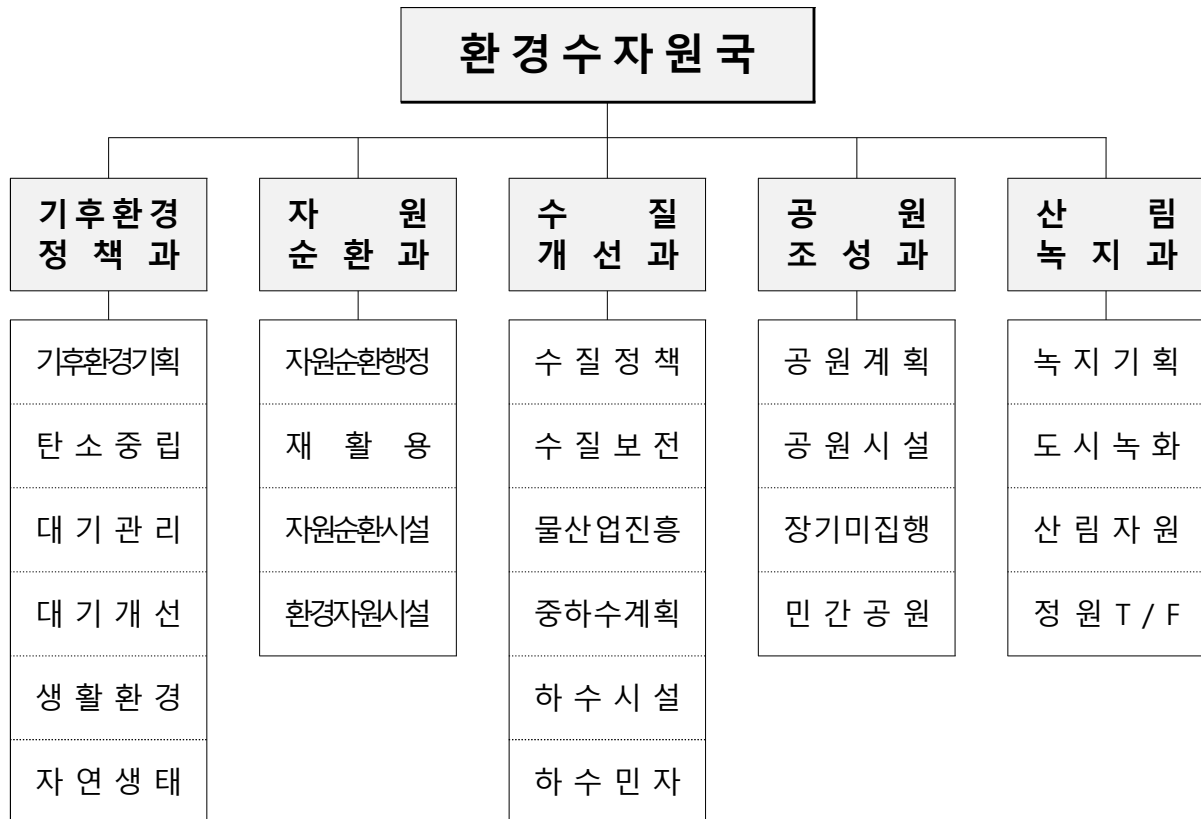 환경수자원국
기후환경
정책과
자원
순환과
수질
개선과
공원
조성과
산림
녹지과
기후환경기획
탄소중립
대기관리
대기개선
생활환경
자연생태
자원순환행정
재활용
자원순환시설
환경자원시설
수질정책
수질보전
물산업진흥
중하수계획
하수시설
하수민자
공원계획
공원시설
장기미집행
민간공원
녹지기획
도시녹화
산림자원
정원T/F